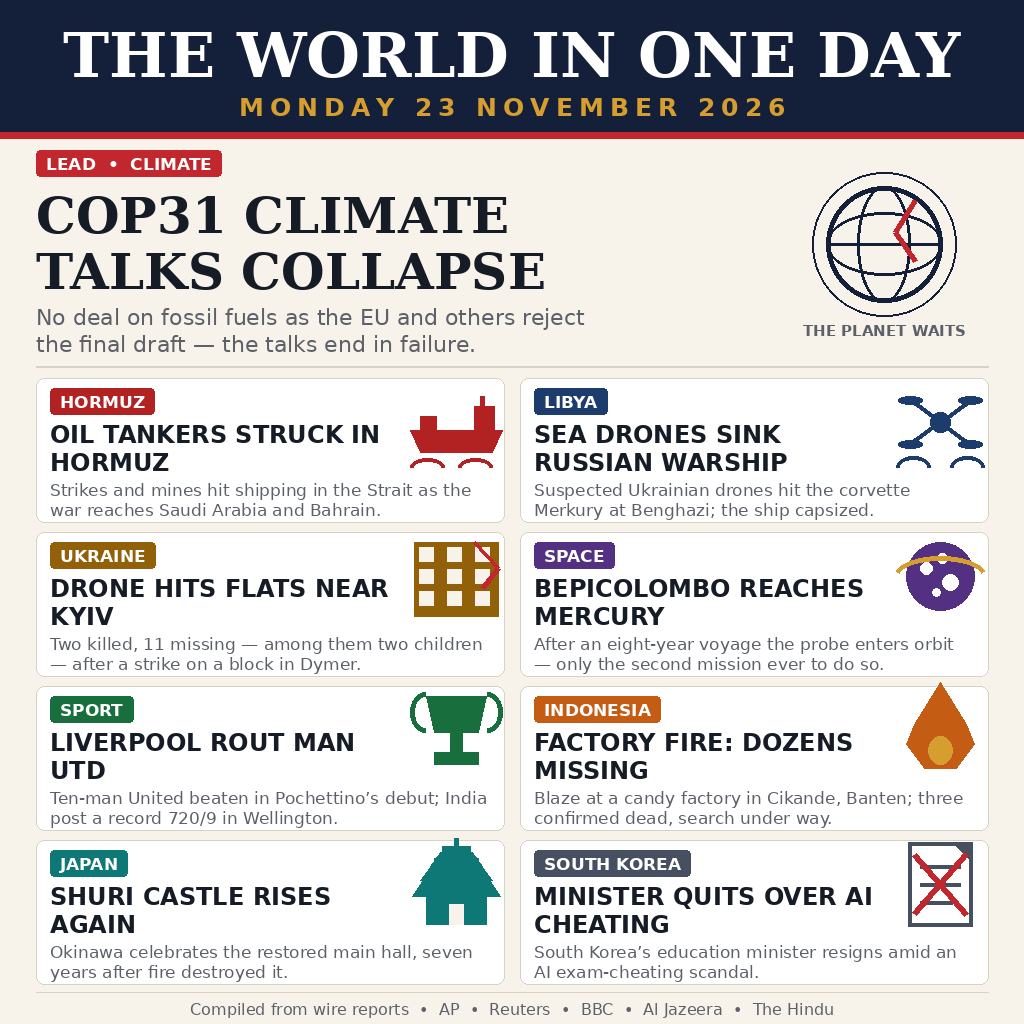 THE WORLD IN ONE DAY
MONDAY 23 NOVEMBER 2026
LEAD • CLIMATE
COP31 CLIMATE
TALKS COLLAPSE
No deal on fossil fuels as the EU and others reject
the final draft — the talks end in failure.
THE PLANET WAITS
HORMUZ
OIL TANKERS STRUCK IN
HORMUZ
Strikes and mines hit shipping in the Strait as the
war reaches Saudi Arabia and Bahrain.
LIBYA
SEA DRONES SINK
RUSSIAN WARSHIP
Suspected Ukrainian drones hit the corvette
Merkury at Benghazi; the ship capsized.
UKRAINE
DRONE HITS FLATS NEAR
KYIV
Two killed, 11 missing — among them two children
— after a strike on a block in Dymer.
SPACE
BEPICOLOMBO REACHES
MERCURY
After an eight-year voyage the probe enters orbit
— only the second mission ever to do so.
SPORT
LIVERPOOL ROUT MAN
UTD
Ten-man United beaten in Pochettino’s debut; India
post a record 720/9 in Wellington.
INDONESIA
FACTORY FIRE: DOZENS
MISSING
Blaze at a candy factory in Cikande, Banten; three
confirmed dead, search under way.
JAPAN
SHURI CASTLE RISES
AGAIN
Okinawa celebrates the restored main hall, seven
years after fire destroyed it.
SOUTH KOREA
MINISTER QUITS OVER AI
CHEATING
South Korea’s education minister resigns amid an
AI exam-cheating scandal.
Compiled from wire reports • AP • Reuters • BBC • Al Jazeera • The Hindu